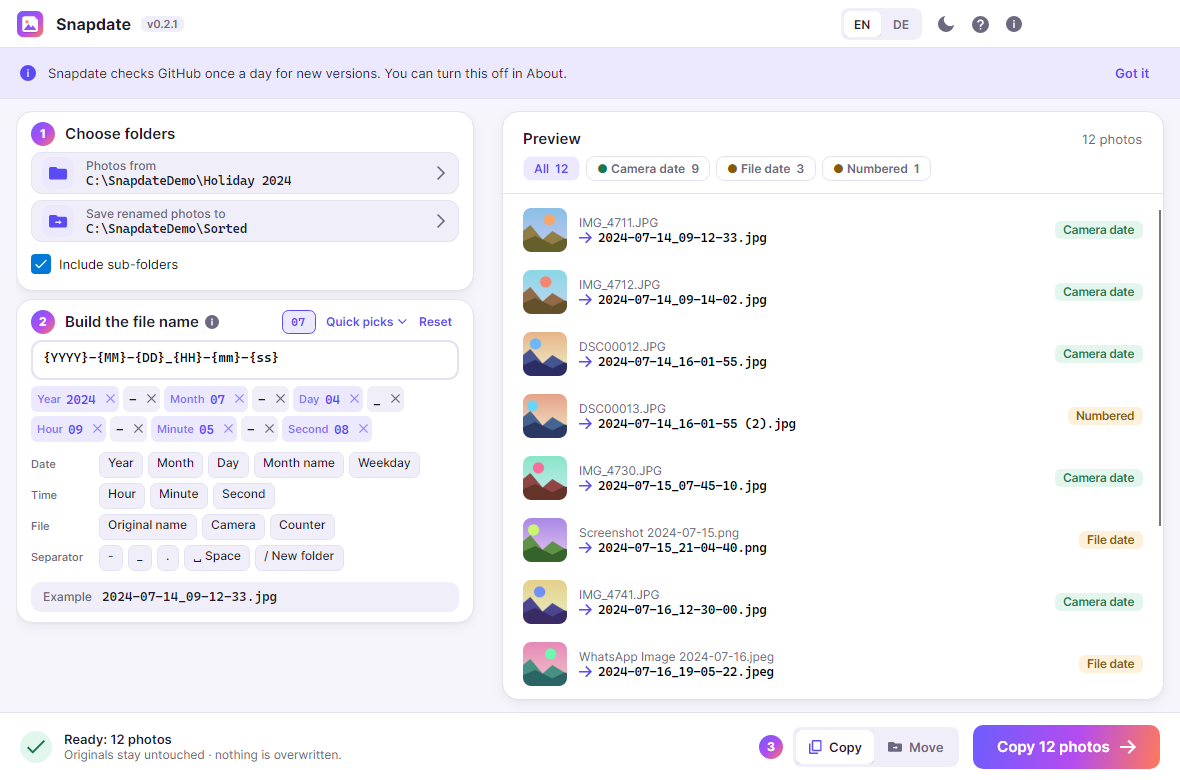 Snapdate v0.2.1
EN DE
Snapdate checks GitHub once a day for new versions. You can turn this off in About.
Got it
1 Choose folders
Photos from
C:\SnapdateDemo\Holiday 2024
Save renamed photos to
C:\SnapdateDemo\Sorted
Include sub-folders
2 Build the file name
07 Quick picks Reset
{YYYY}-{MM}-{DD}_{HH}-{mm}-{ss}
Year 2024 × - × Month 07 × - × Day 04 × _ ×
Hour 09 × - × Minute 05 × - × Second 08 ×
Date Year Month Day Month name Weekday
Time Hour Minute Second
File Original name Camera Counter
Separator - _ . ␣ Space / New folder
Example 2024-07-14_09-12-33.jpg
Preview
12 photos
All 12 Camera date 9 File date 3 Numbered 1
IMG_4711.JPG
→ 2024-07-14_09-12-33.jpg
Camera date
IMG_4712.JPG
→ 2024-07-14_09-14-02.jpg
Camera date
DSC00012.JPG
→ 2024-07-14_16-01-55.jpg
Camera date
DSC00013.JPG
→ 2024-07-14_16-01-55 (2).jpg
Numbered
IMG_4730.JPG
→ 2024-07-15_07-45-10.jpg
Camera date
Screenshot 2024-07-15.png
→ 2024-07-15_21-04-40.png
File date
IMG_4741.JPG
→ 2024-07-16_12-30-00.jpg
Camera date
WhatsApp Image 2024-07-16.jpeg
→ 2024-07-16_19-05-22.jpeg
File date
Ready: 12 photos
Originals stay untouched · nothing is overwritten.
3 Copy Move
Copy 12 photos →